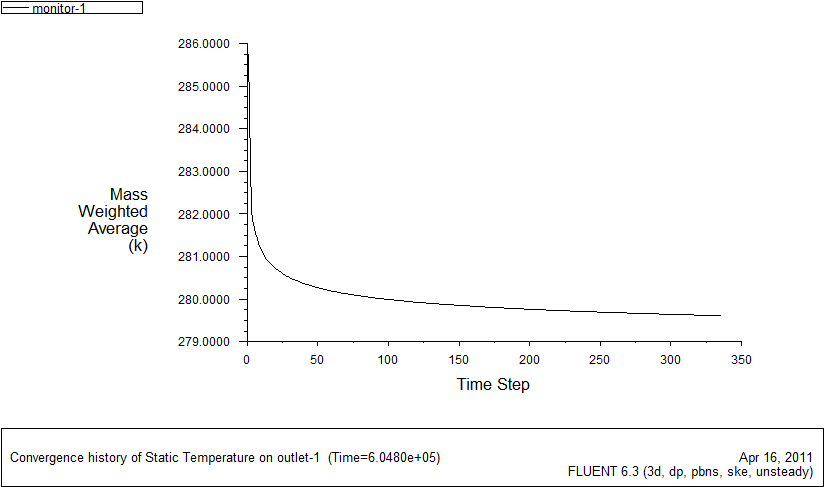 monitor-1
286.0000
285.0000
284.0000
283.0000
282.0000
281.0000
280.0000
279.0000
Mass
Weighted
Average
(k)
0 50 100 150 200 250 300 350
Time Step
Convergence history of Static Temperature on outlet-1 (Time=6.0480e+05)
Apr 16, 2011
FLUENT 6.3 (3d, dp, pbns, ske, unsteady)